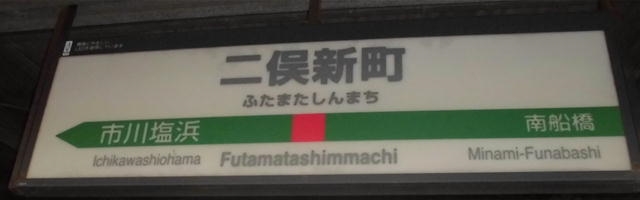 二俣新町
ふたまたしんまち
市川塩浜 南船橋
Ichikawashiohama Futamatashimmachi Minami-Funabashi